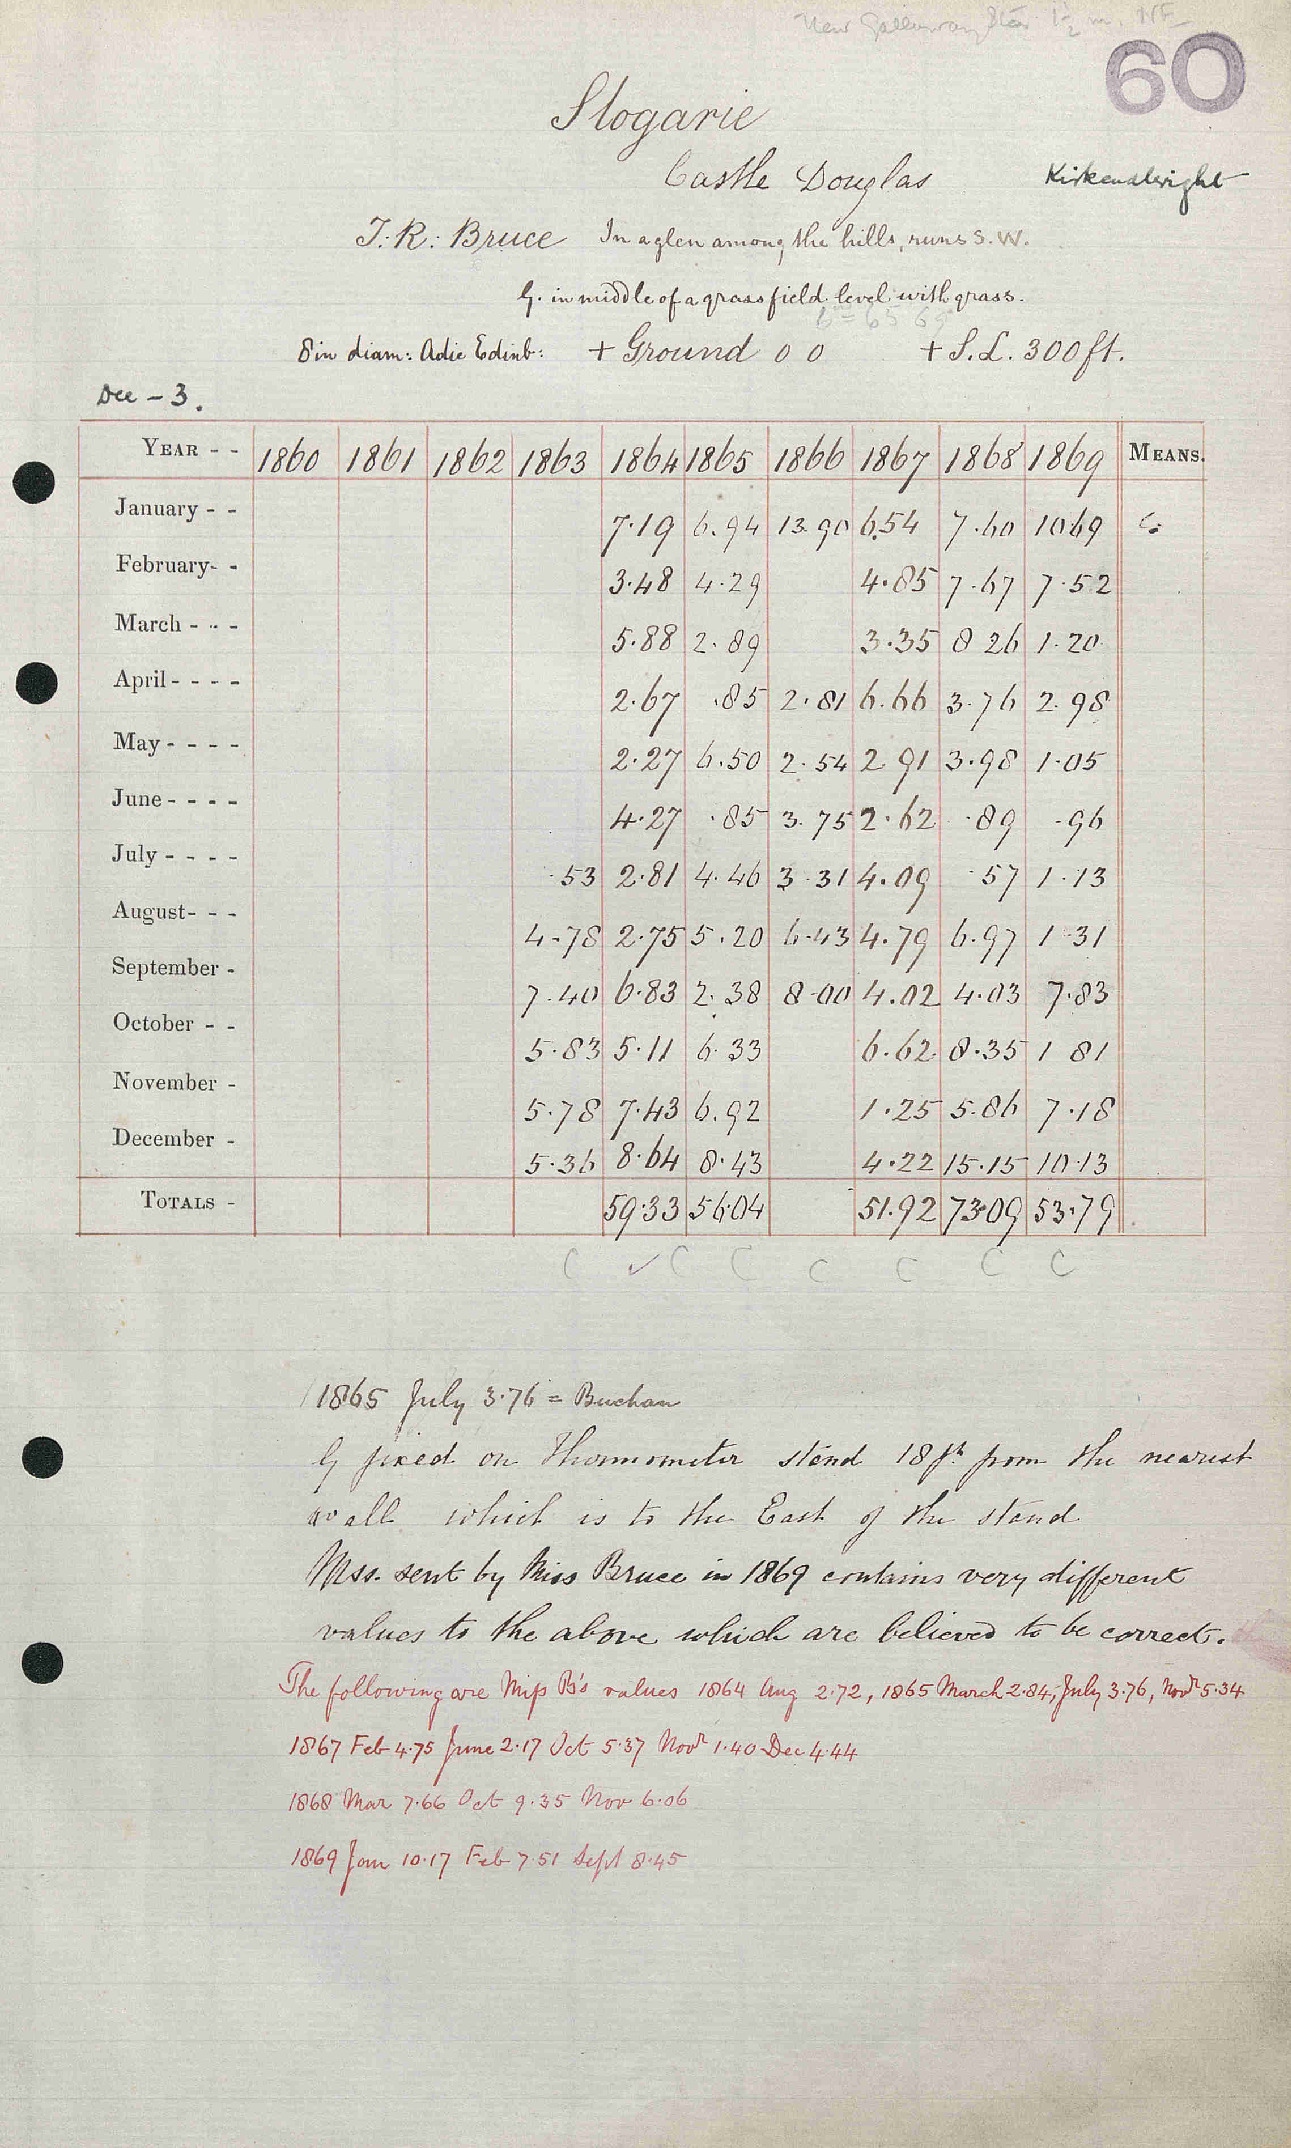 New Galloway Sta. 1½ m. NE
60
Slogarie
Castle Douglas Kirkcudbright
J. R. Bruce In a glen among the hills, runs S.W.
G. in middle of a grass field level with grass.
8 in diam: Adie Edinb: + Ground 0 0 + S.L. 300 ft.
Dee - 3.
YEAR - - 1860 1861 1862 1863 1864 1865 1866 1867 1868 1869 MEANS.
January - - 7.19 6.94 13.90 6.54 7.60 10.69
February- - 3.48 4.29 4.85 7.67 7.52
March - - - 5.88 2.89 3.35 8 26 1.20
April - - - - 2.67 .85 2.81 6.66 3.76 2.98
May - - - - 2.27 6.50 2.54 2 91 3.98 1.05
June - - - - 4.27 .85 3.75 2.62 .89 .96
July - - - - .53 2.81 4.46 3.31 4.09 .57 1.13
August- - - 4.78 2.75 5.20 6.43 4.79 6.97 1.31
September - 7.40 6.83 2.38 8.00 4.02 4.03 7.83
October - - 5.83 5.11 6.33 6.62 8.35 1 81
November - 5.78 7.43 6.92 1.25 5.86 7.18
December - 5.36 8.64 8.43 4.22 15.15 10.13
TOTALS - 59.33 56.04 51.92 73.09 53.79
C ✓ C C C C C C
1865 July 3.76 = Buchan
G fixed on Thermometer stand 18 ft from the nearest
wall which is to the East of the stand
Mss. sent by Miss Bruce in 1869 contains very different
values to the above which are believed to be correct.
The following are Miss B's values 1864 Aug 2.72, 1865 March 2.84, July 3.76, Novr 5.34
1867 Feb 4.75 June 2.17 Oct 5.37 Novr 1.40 Dec 4.44
1868 Mar 7.66 Oct 9.35 Nov 6.06
1869 Jan 10.17 Feb 7.51 Sept 8.45